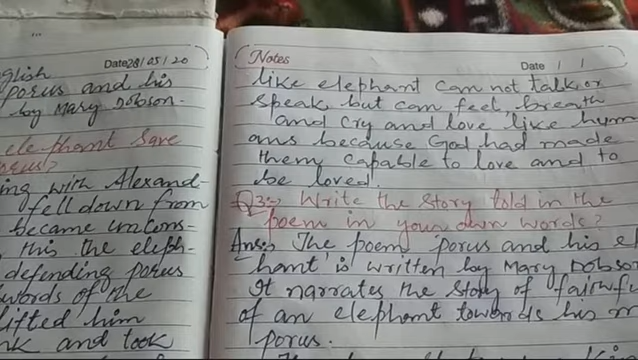 Date 28/05/20
glish
porus and his
by Mary Dobson.
elephant save
porus?
ng with Alexand-
fell down from
became uncons-
this the eleph-
defending porus
words of the
lifted him
nk and took
Notes
Date / /
like elephant can not talk or
speak but can feel, breath
and cry and love like hum
ans because God had made
them capable to love and to
be loved.
Q3:- Write the story told in the
poem in your own words?
Ans:- The poem porus and his el
hant' is written by Mary Dobson
It narrates the story of faithfu
of an elephant towards his m
porus.